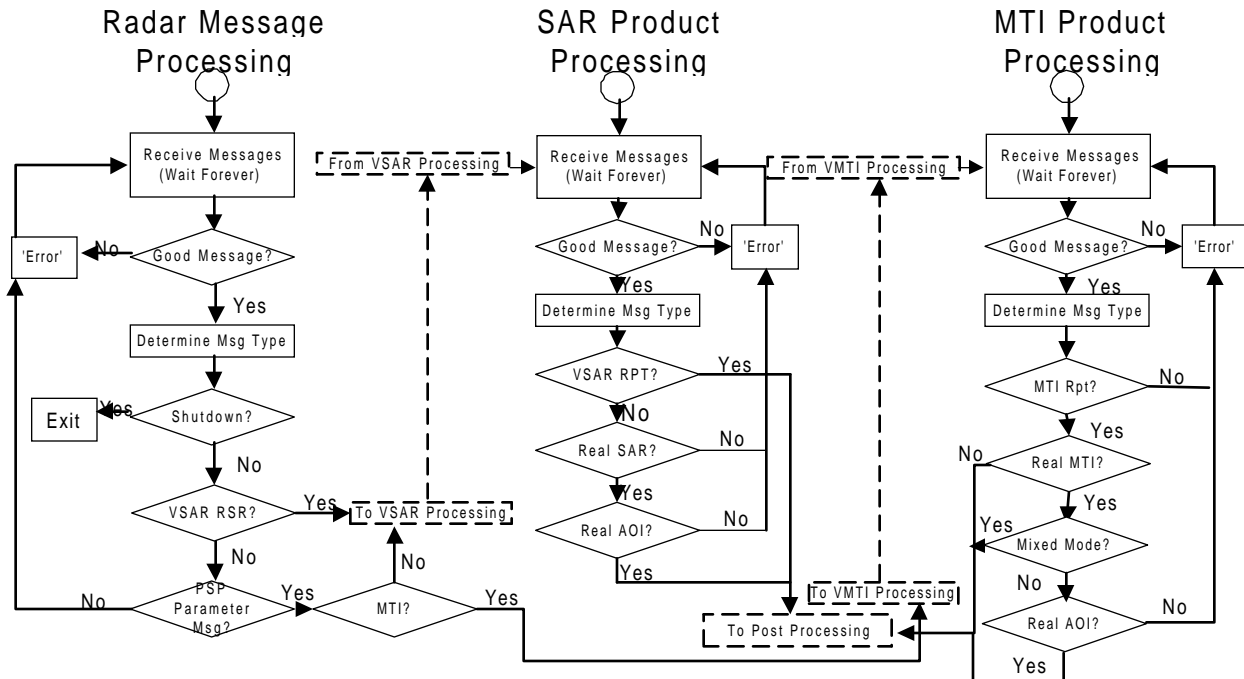 Radar Message
Processing
Receive Messages
(Wait Forever)
'Error'
No
Good Message?
Yes
Determine Msg Type
Exit
Yes
Shutdown?
No
VSAR RSR?
Yes
No
No
PSP
Parameter
Msg?
Yes
MTI?
No
Yes
From VSAR Processing
To VSAR Processing
SAR Product
Processing
Receive Messages
(Wait Forever)
Good Message?
No
'Error'
Yes
Determine Msg Type
VSAR RPT?
Yes
No
Real SAR?
No
Yes
Real AOI?
No
Yes
From VMTI Processing
To VMTI Processing
To Post Processing
MTI Product
Processing
Receive Messages
(Wait Forever)
Good Message?
No
'Error'
Yes
Determine Msg Type
MTI Rpt?
No
Yes
No
Real MTI?
Yes
Yes
Mixed Mode?
No
Real AOI?
No
Yes